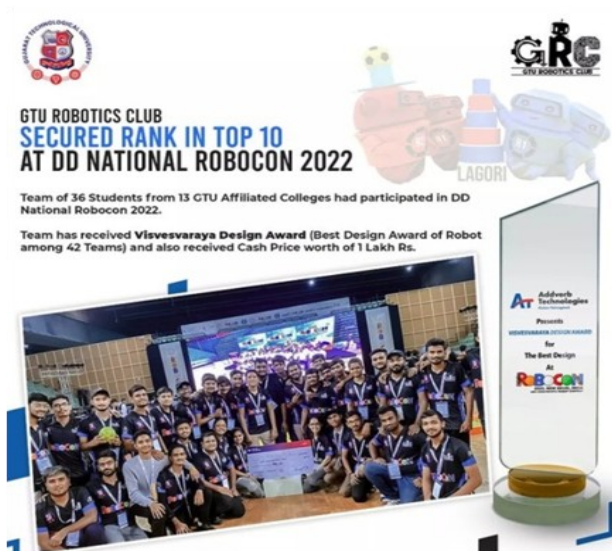 GUJARAT TECHNOLOGICAL UNIVERSITY
GRC
GTU ROBOTICS CLUB
GTU ROBOTICS CLUB
SECURED RANK IN TOP 10
AT DD NATIONAL ROBOCON 2022
LAGORI
Team of 36 Students from 13 GTU Affiliated Colleges had participated in DD
National Robocon 2022.
Team has received Visvesvaraya Design Award (Best Design Award of Robot
among 42 Teams) and also received Cash Price worth of 1 Lakh Rs.
AT Addverb
Technologies
Presents
VISVESVARAYA DESIGN AWARD
for
The Best Design
At
ROBOCON